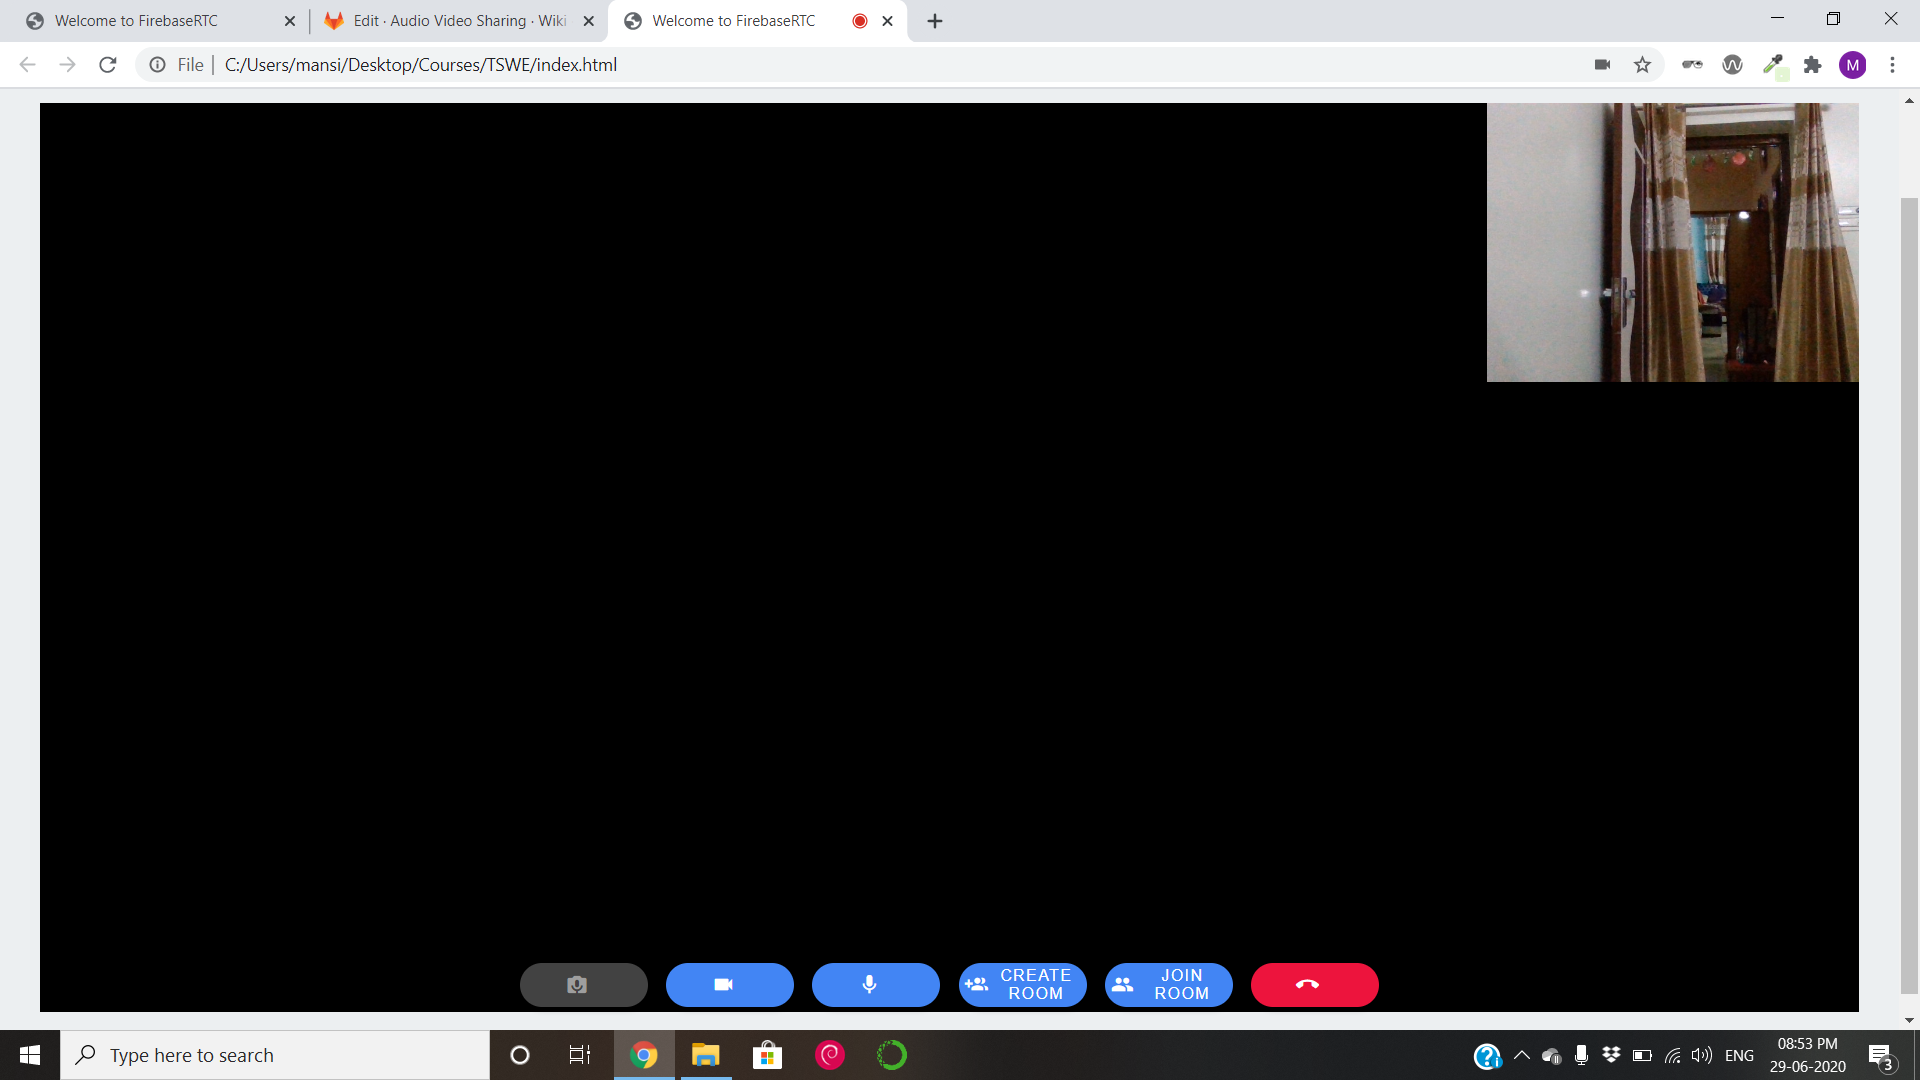 Welcome to FirebaseRTC
Edit · Audio Video Sharing · Wiki
Welcome to FirebaseRTC
File
C:/Users/mansi/Desktop/Courses/TSWE/index.html
M
CREATE
ROOM
JOIN
ROOM
Type here to search
ENG
08:53 PM
29-06-2020
3